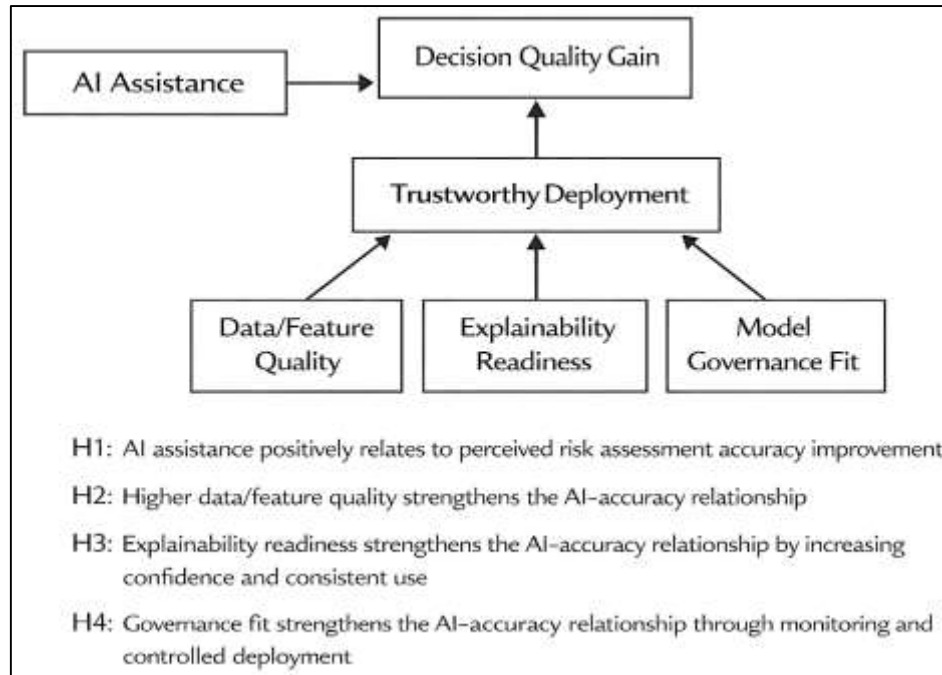 Decision Quality Gain
AI Assistance
Trustworthy Deployment
Data/Feature
Quality
Explainability
Readiness
Model
Governance Fit
H1: AI assistance positively relates to perceived risk assessment accuracy improvement
H2: Higher data/feature quality strengthens the AI-accuracy relationship
H3: Explainability readiness strengthens the AI-accuracy relationship by increasing
confidence and consistent use
H4: Governance fit strengthens the AI-accuracy relationship through monitoring and
controlled deployment